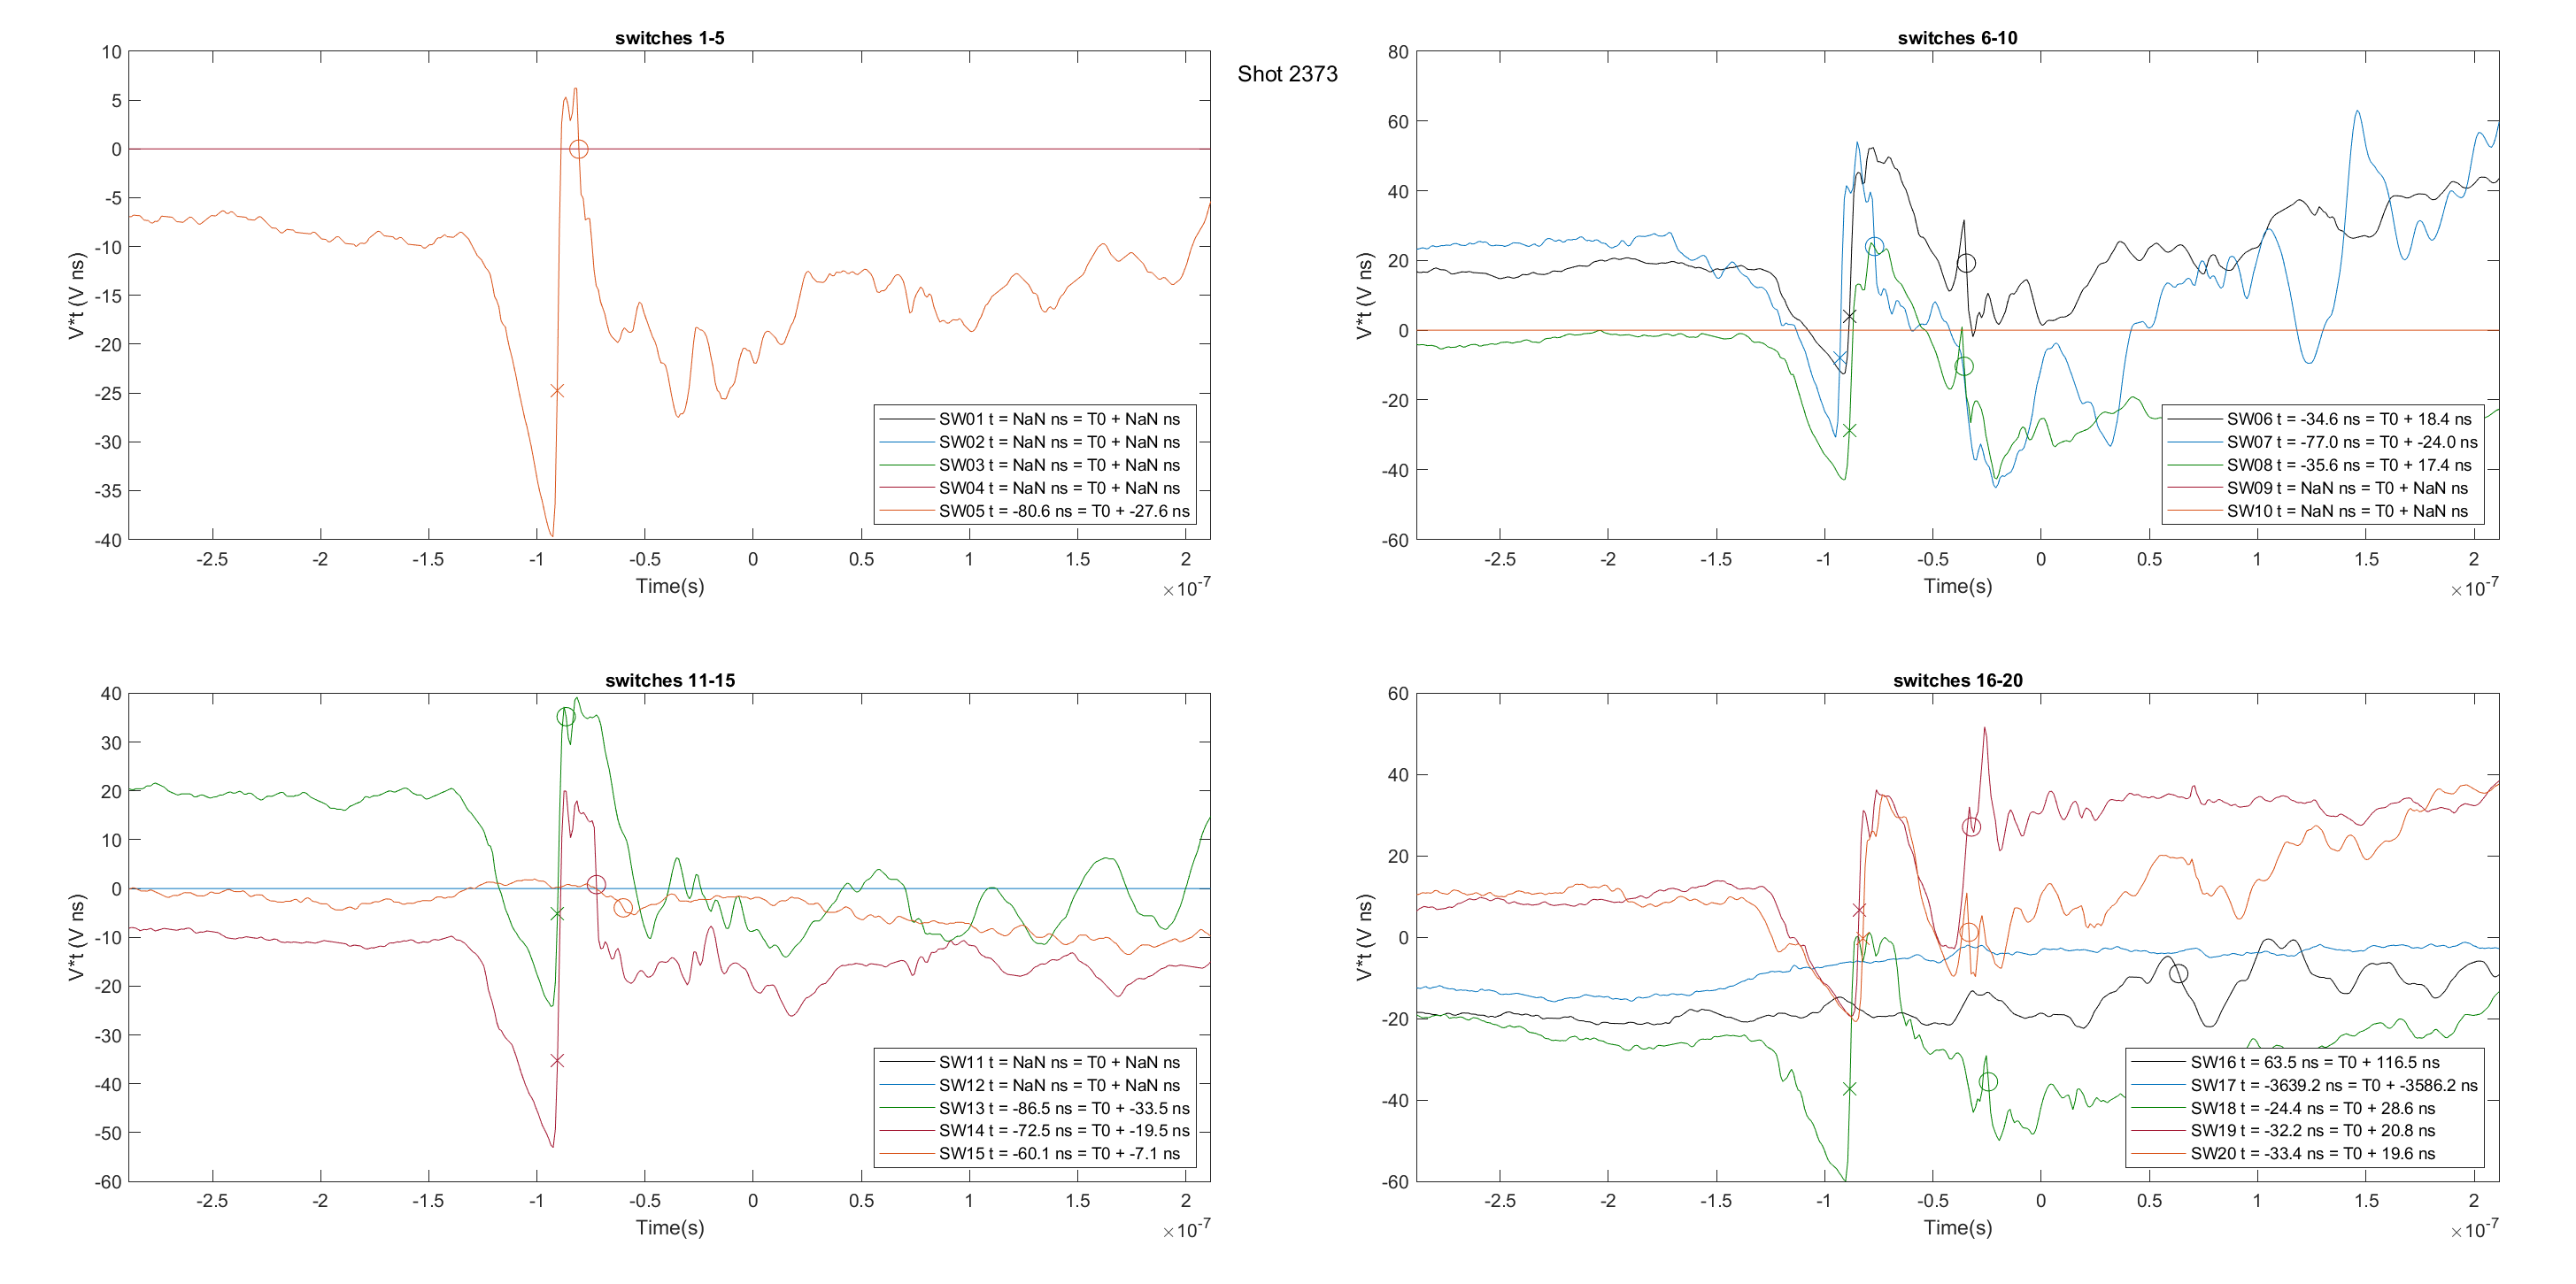 switches 1-5
10
5
0
-5
-10
-15
-20
-25
-30
-35
-40
V*t (V ns)
-2.5 -2 -1.5 -1 -0.5 0 0.5 1 1.5 2
Time(s)
×10-7
SW01 t = NaN ns = T0 + NaN ns
SW02 t = NaN ns = T0 + NaN ns
SW03 t = NaN ns = T0 + NaN ns
SW04 t = NaN ns = T0 + NaN ns
SW05 t = -80.6 ns = T0 + -27.6 ns
Shot 2373
switches 6-10
80
60
40
20
0
-20
-40
-60
V*t (V ns)
-2.5 -2 -1.5 -1 -0.5 0 0.5 1 1.5 2
Time(s)
×10-7
SW06 t = -34.6 ns = T0 + 18.4 ns
SW07 t = -77.0 ns = T0 + -24.0 ns
SW08 t = -35.6 ns = T0 + 17.4 ns
SW09 t = NaN ns = T0 + NaN ns
SW10 t = NaN ns = T0 + NaN ns
switches 11-15
40
30
20
10
0
-10
-20
-30
-40
-50
-60
V*t (V ns)
-2.5 -2 -1.5 -1 -0.5 0 0.5 1 1.5 2
Time(s)
×10-7
SW11 t = NaN ns = T0 + NaN ns
SW12 t = NaN ns = T0 + NaN ns
SW13 t = -86.5 ns = T0 + -33.5 ns
SW14 t = -72.5 ns = T0 + -19.5 ns
SW15 t = -60.1 ns = T0 + -7.1 ns
switches 16-20
60
40
20
0
-20
-40
-60
V*t (V ns)
-2.5 -2 -1.5 -1 -0.5 0 0.5 1 1.5 2
Time(s)
×10-7
SW16 t = 63.5 ns = T0 + 116.5 ns
SW17 t = -3639.2 ns = T0 + -3586.2 ns
SW18 t = -24.4 ns = T0 + 28.6 ns
SW19 t = -32.2 ns = T0 + 20.8 ns
SW20 t = -33.4 ns = T0 + 19.6 ns